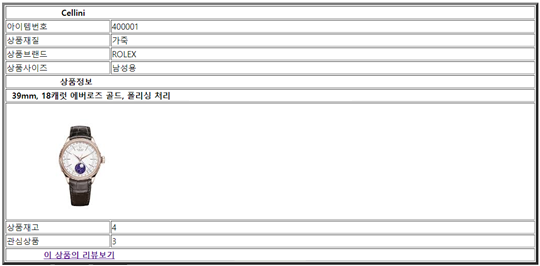 Cellini
아이템번호 400001
상품재질 가죽
상품브랜드 ROLEX
상품사이즈 남성용
상품정보
39mm, 18캐럿 에버로즈 골드, 폴리싱 처리
상품재고 4
관심상품 3
이 상품의 리뷰보기